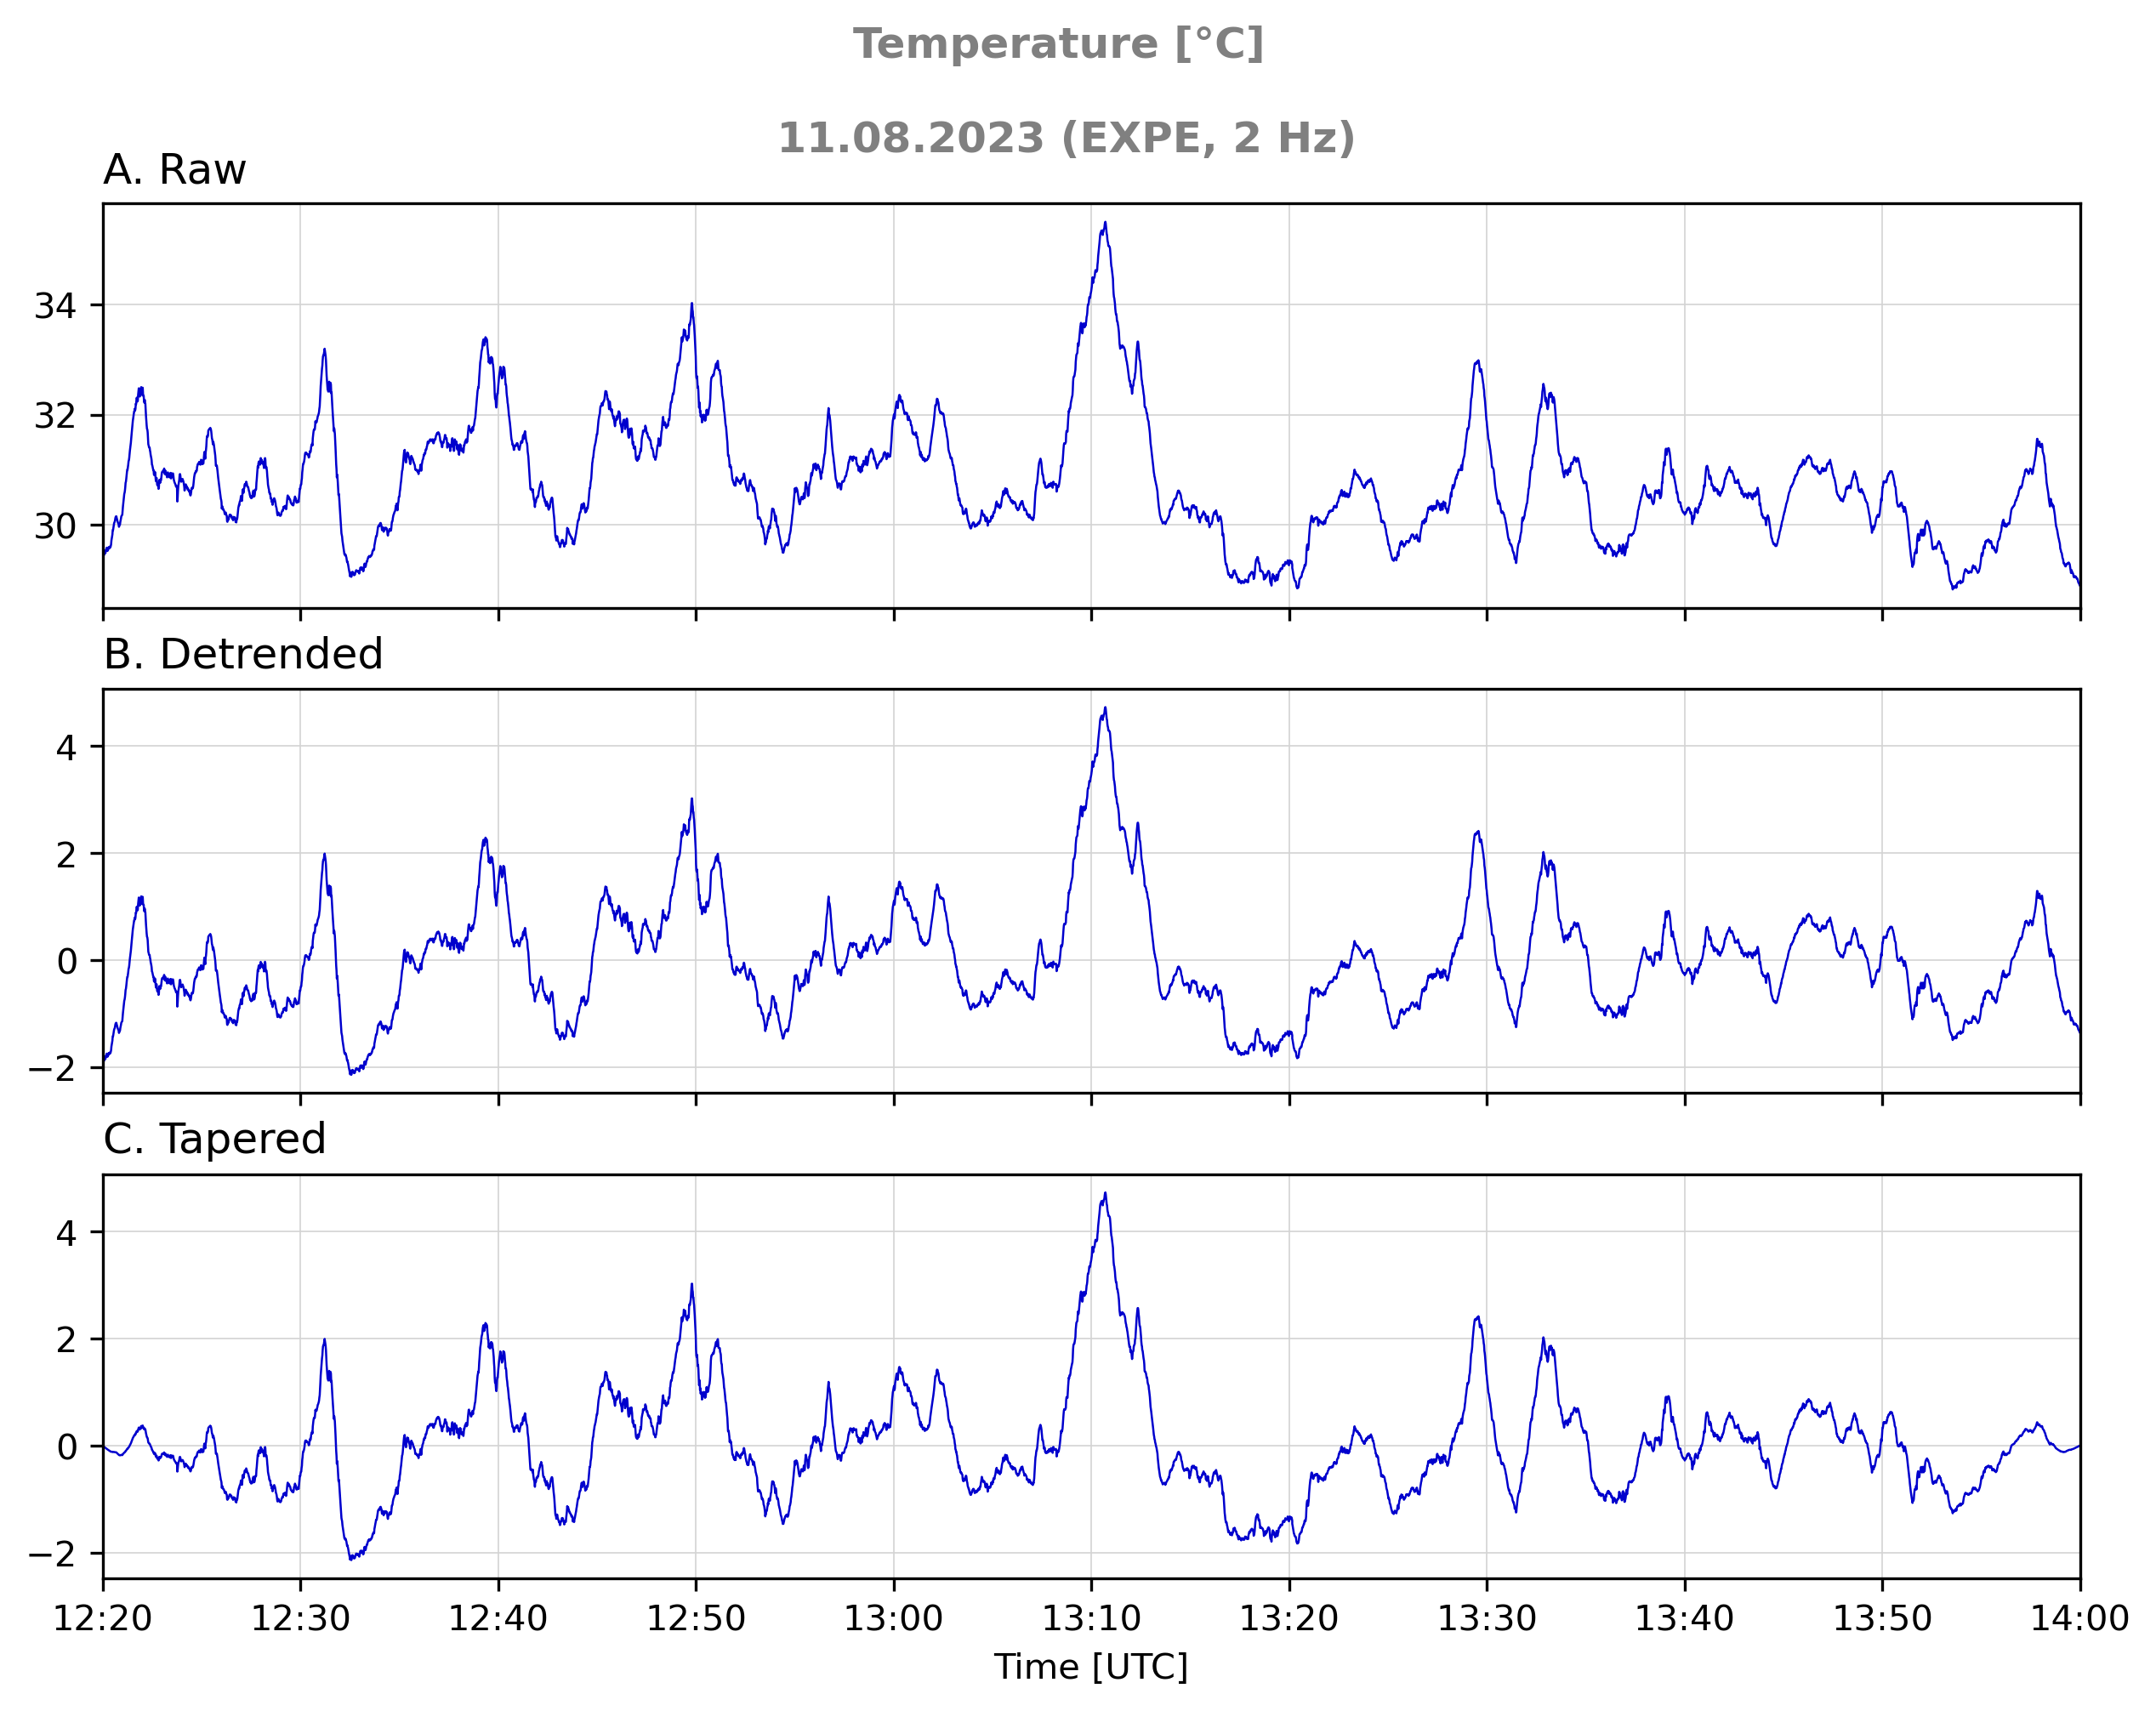 Temperature [°C]
11.08.2023 (EXPE, 2 Hz)
A. Raw
34
32
30
B. Detrended
4
2
0
−2
C. Tapered
4
2
0
−2
12:20 12:30 12:40 12:50 13:00 13:10 13:20 13:30 13:40 13:50 14:00
Time [UTC]